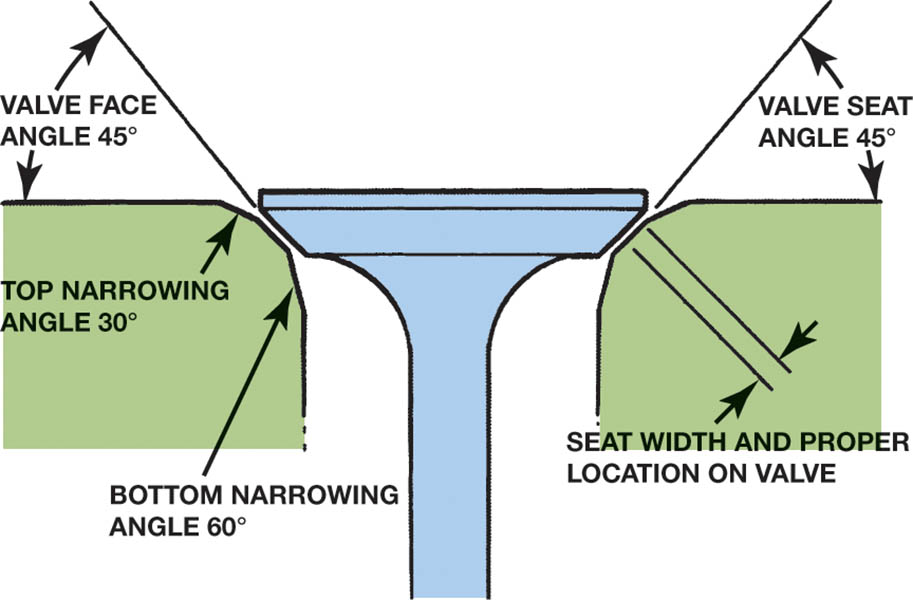 VALVE FACE
ANGLE 45°
VALVE SEAT
ANGLE 45°
TOP NARROWING
ANGLE 30°
SEAT WIDTH AND PROPER
LOCATION ON VALVE
BOTTOM NARROWING
ANGLE 60°